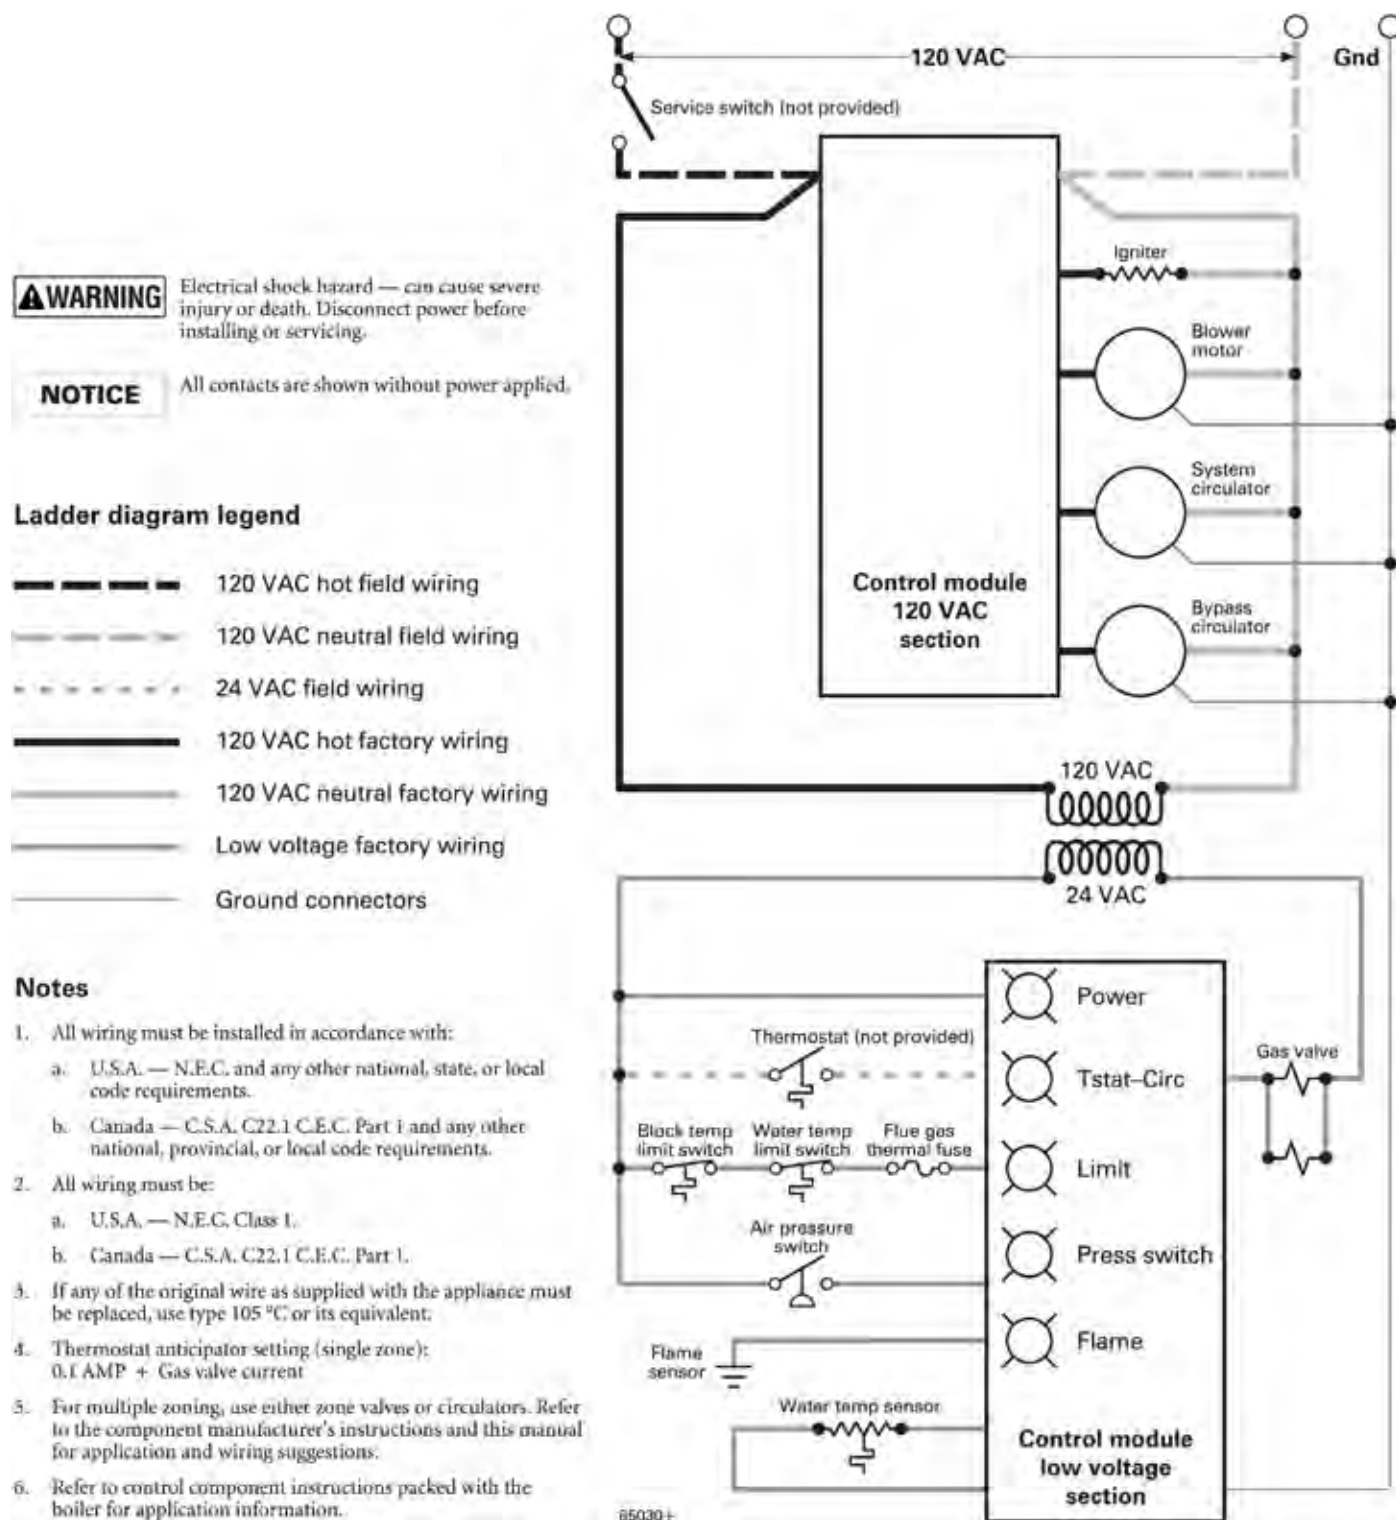 WARNING
Electrical shock hazard — can cause severe
injury or death. Disconnect power before
installing or servicing.
NOTICE
All contacts are shown without power applied.
Ladder diagram legend
120 VAC hot field wiring
120 VAC neutral field wiring
24 VAC field wiring
120 VAC hot factory wiring
120 VAC neutral factory wiring
Low voltage factory wiring
Ground connectors
Notes
1. All wiring must be installed in accordance with:
a. U.S.A. — N.E.C. and any other national, state, or local
code requirements.
b. Canada — C.S.A. C22.1 C.E.C. Part 1 and any other
national, provincial, or local code requirements.
2. All wiring must be:
a. U.S.A. — N.E.C. Class 1.
b. Canada — C.S.A. C22.1 C.E.C. Part 1.
3. If any of the original wire as supplied with the appliance must
be replaced, use type 105 °C or its equivalent.
4. Thermostat anticipator setting (single zone):
0.1 AMP + Gas valve current
5. For multiple zoning, use either zone valves or circulators. Refer
to the component manufacturer's instructions and this manual
for application and wiring suggestions.
6. Refer to control component instructions packed with the
boiler for application information.
120 VAC
Gnd
Service switch (not provided)
Igniter
Blower
motor
System
circulator
Control module
120 VAC
section
Bypass
circulator
120 VAC
24 VAC
Power
Thermostat (not provided)
Tstat–Circ
Gas valve
Block temp
limit switch
Water temp
limit switch
Flue gas
thermal fuse
Limit
Air pressure
switch
Press switch
Flame
sensor
Flame
Water temp sensor
Control module
low voltage
section
85030+